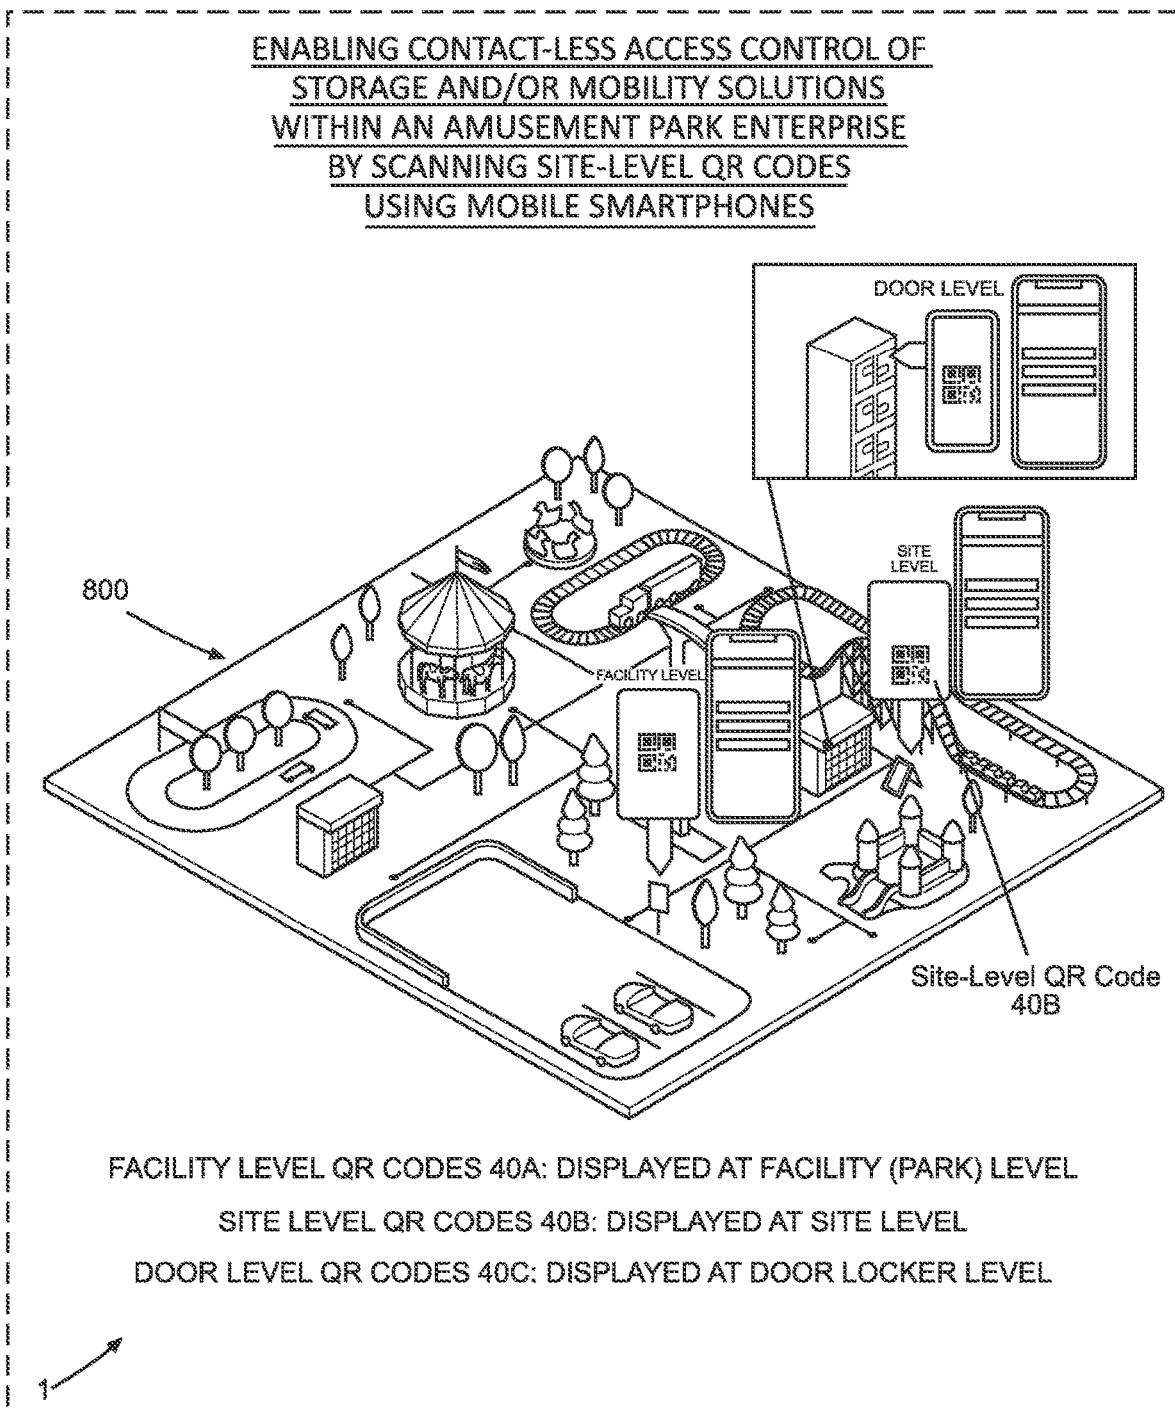 ENABLING CONTACT-LESS ACCESS CONTROL OF
STORAGE AND/OR MOBILITY SOLUTIONS
WITHIN AN AMUSEMENT PARK ENTERPRISE
BY SCANNING SITE-LEVEL QR CODES
USING MOBILE SMARTPHONES
DOOR LEVEL
SITE
LEVEL
800
FACILITY LEVEL
Site-Level QR Code
40B
FACILITY LEVEL QR CODES 40A: DISPLAYED AT FACILITY (PARK) LEVEL
SITE LEVEL QR CODES 40B: DISPLAYED AT SITE LEVEL
DOOR LEVEL QR CODES 40C: DISPLAYED AT DOOR LOCKER LEVEL
1